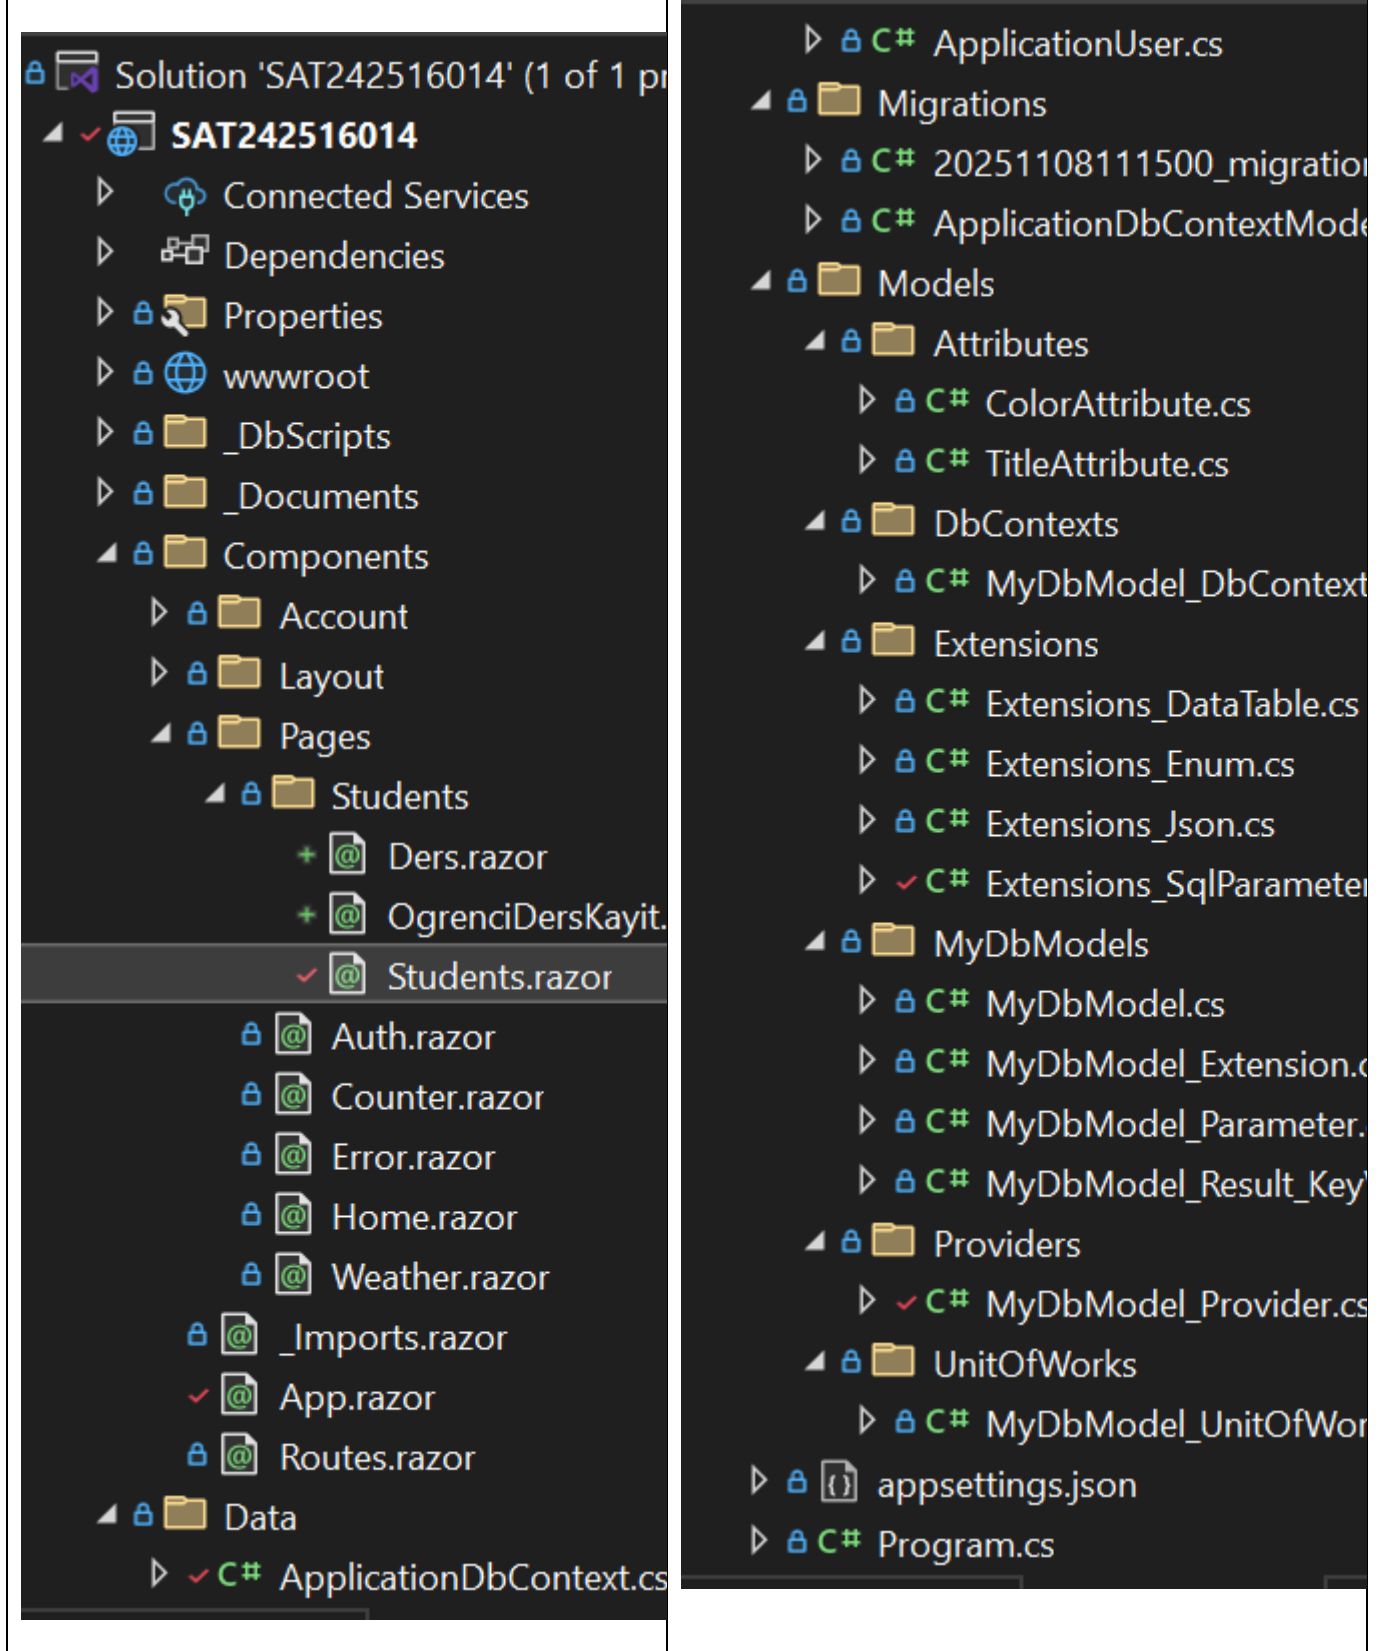 Solution 'SAT242516014' (1 of 1 pr
SAT242516014
Connected Services
Dependencies
Properties
wwwroot
_DbScripts
_Documents
Components
Account
Layout
Pages
Students
Ders.razor
OgrenciDersKayit.
Students.razor
Auth.razor
Counter.razor
Error.razor
Home.razor
Weather.razor
_Imports.razor
App.razor
Routes.razor
Data
C# ApplicationDbContext.cs
C# ApplicationUser.cs
Migrations
C# 20251108111500_migration
C# ApplicationDbContextMode
Models
Attributes
C# ColorAttribute.cs
C# TitleAttribute.cs
DbContexts
C# MyDbModel_DbContext
Extensions
C# Extensions_DataTable.cs
C# Extensions_Enum.cs
C# Extensions_Json.cs
C# Extensions_SqlParameter
MyDbModels
C# MyDbModel.cs
C# MyDbModel_Extension.c
C# MyDbModel_Parameter.
C# MyDbModel_Result_KeyV
Providers
C# MyDbModel_Provider.cs
UnitOfWorks
C# MyDbModel_UnitOfWor
appsettings.json
C# Program.cs